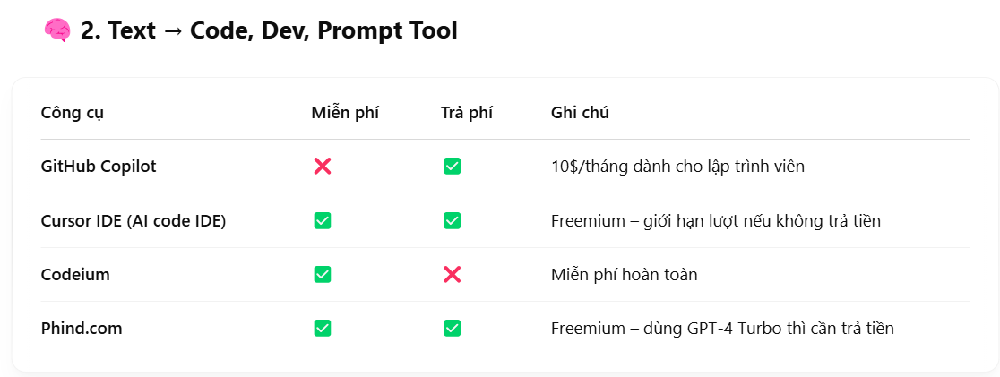 🧠 2. Text → Code, Dev, Prompt Tool
Công cụ Miễn phí Trả phí Ghi chú
GitHub Copilot ❌ ✅ 10$/tháng dành cho lập trình viên
Cursor IDE (AI code IDE) ✅ ✅ Freemium – giới hạn lượt nếu không trả tiền
Codeium ✅ ❌ Miễn phí hoàn toàn
Phind.com ✅ ✅ Freemium – dùng GPT-4 Turbo thì cần trả tiền